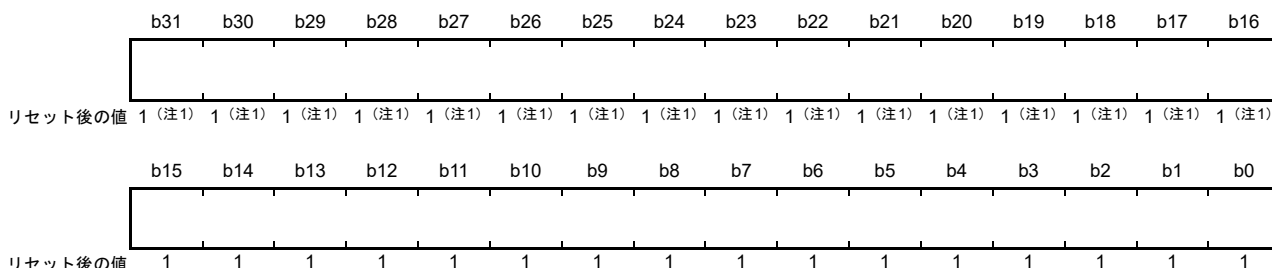 b31 b30 b29 b28 b27 b26 b25 b24 b23 b22 b21 b20 b19 b18 b17 b16
リセット後の値 1（注1） 1（注1） 1（注1） 1（注1） 1（注1） 1（注1） 1（注1） 1（注1） 1（注1） 1（注1） 1（注1） 1（注1） 1（注1） 1（注1） 1（注1） 1（注1）
b15 b14 b13 b12 b11 b10 b9 b8 b7 b6 b5 b4 b3 b2 b1 b0
リセット後の値 1 1 1 1 1 1 1 1 1 1 1 1 1 1 1 1